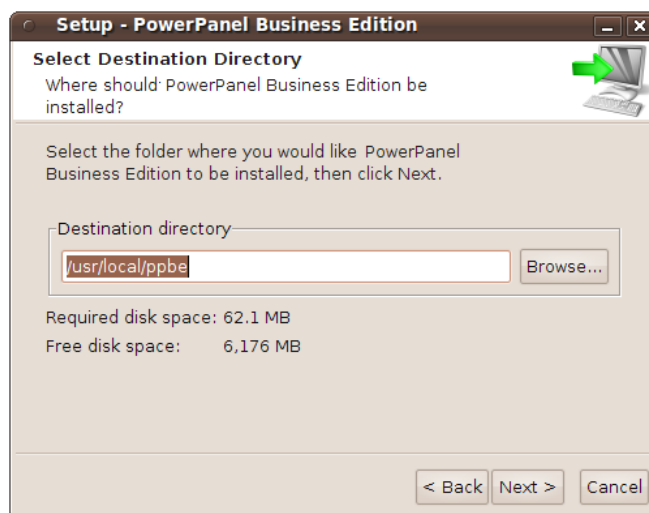 Setup - PowerPanel Business Edition
Select Destination Directory
Where should PowerPanel Business Edition be
installed?
Select the folder where you would like PowerPanel
Business Edition to be installed, then click Next.
Destination directory
/usr/local/ppbe
Browse...
Required disk space: 62.1 MB
Free disk space: 6,176 MB
< Back Next > Cancel